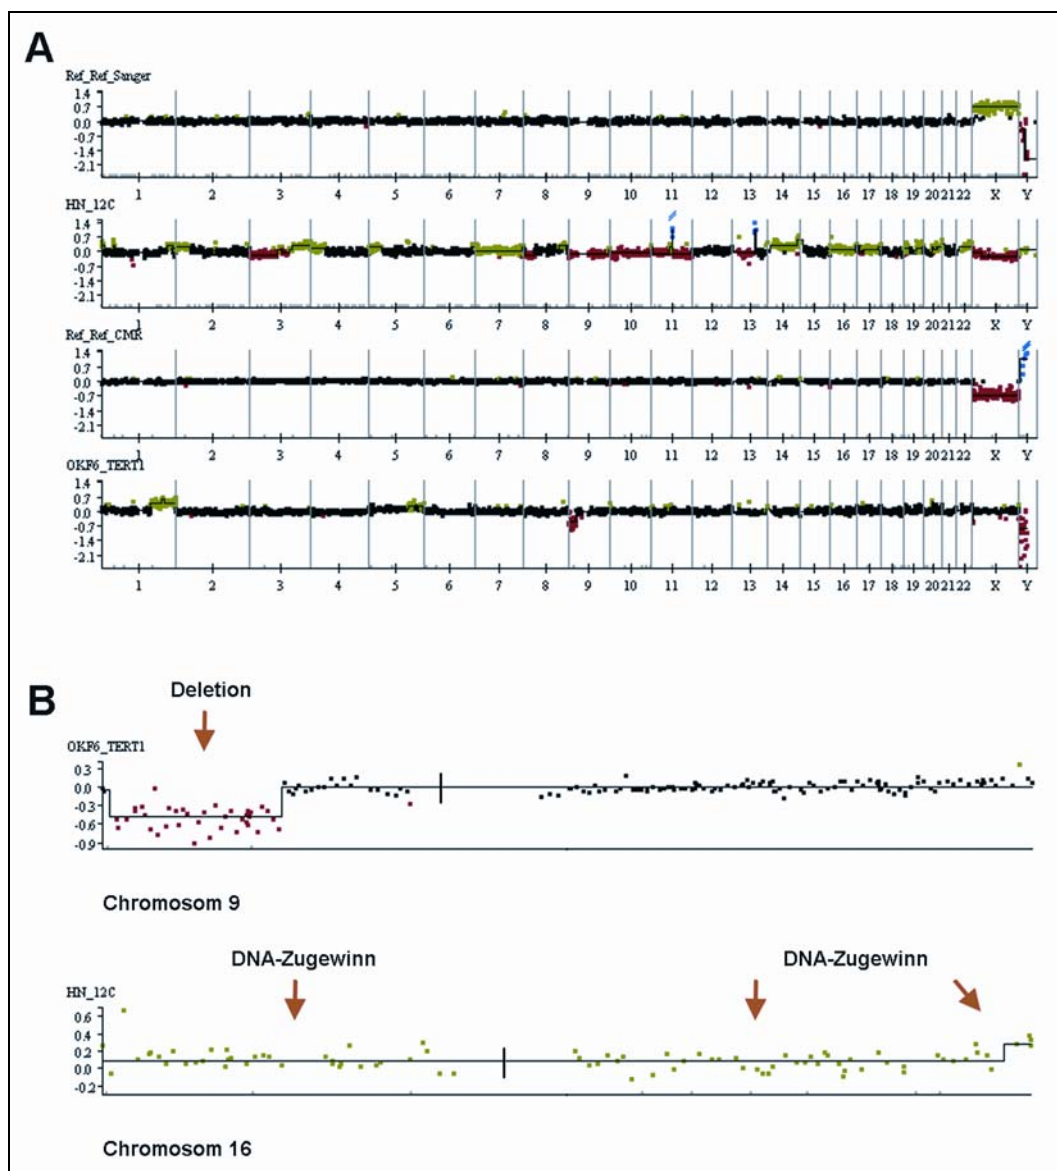 A
Ref_Ref_Sanger
1.4
0.7
0.0
-0.7
-1.4
-2.1
1 2 3 4 5 6 7 8 9 10 11 12 13 14 15 16 17 18 19 20 21 22 X Y
HN_12C
1.4
0.7
0.0
-0.7
-1.4
-2.1
1 2 3 4 5 6 7 8 9 10 11 12 13 14 15 16 17 18 19 20 21 22 X Y
Ref_Ref_CMR
1.4
0.7
0.0
-0.7
-1.4
-2.1
1 2 3 4 5 6 7 8 9 10 11 12 13 14 15 16 17 18 19 20 21 22 X Y
OKF6_TERT1
1.4
0.7
0.0
-0.7
-1.4
-2.1
1 2 3 4 5 6 7 8 9 10 11 12 13 14 15 16 17 18 19 20 21 22 X Y
B
Deletion
OKF6_TERT1
0.3
0.0
-0.3
-0.6
-0.9
Chromosom 9
DNA-Zugewinn DNA-Zugewinn
HN_12C
0.6
0.4
0.2
0.0
-0.2
Chromosom 16